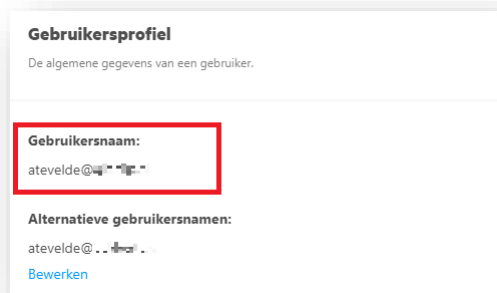 Gebruikersprofiel
De algemene gegevens van een gebruiker.
Gebruikersnaam:
atevelde@
Alternatieve gebruikersnamen:
atevelde@
Bewerken